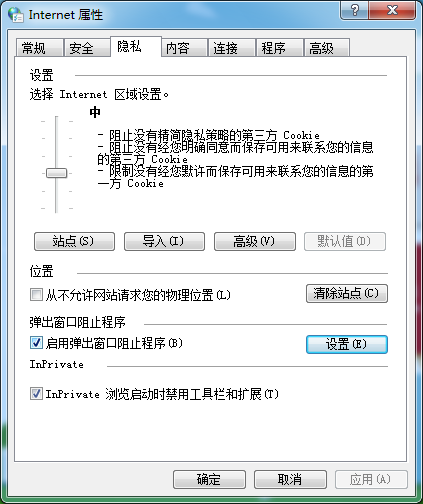 Internet 属性
常规 安全 隐私 内容 连接 程序 高级
设置
选择 Internet 区域设置。
中
- 阻止没有精简隐私策略的第三方 Cookie
- 阻止没有经您明确同意而保存可用来联系您的信息
的第三方 Cookie
- 限制没有经您默许而保存可用来联系您的信息的第
一方 Cookie
站点(S) 导入(I) 高级(V) 默认值(D)
位置
从不允许网站请求您的物理位置(L) 清除站点(C)
弹出窗口阻止程序
启用弹出窗口阻止程序(B) 设置(E)
InPrivate
InPrivate 浏览启动时禁用工具栏和扩展(T)
确定 取消 应用(A)